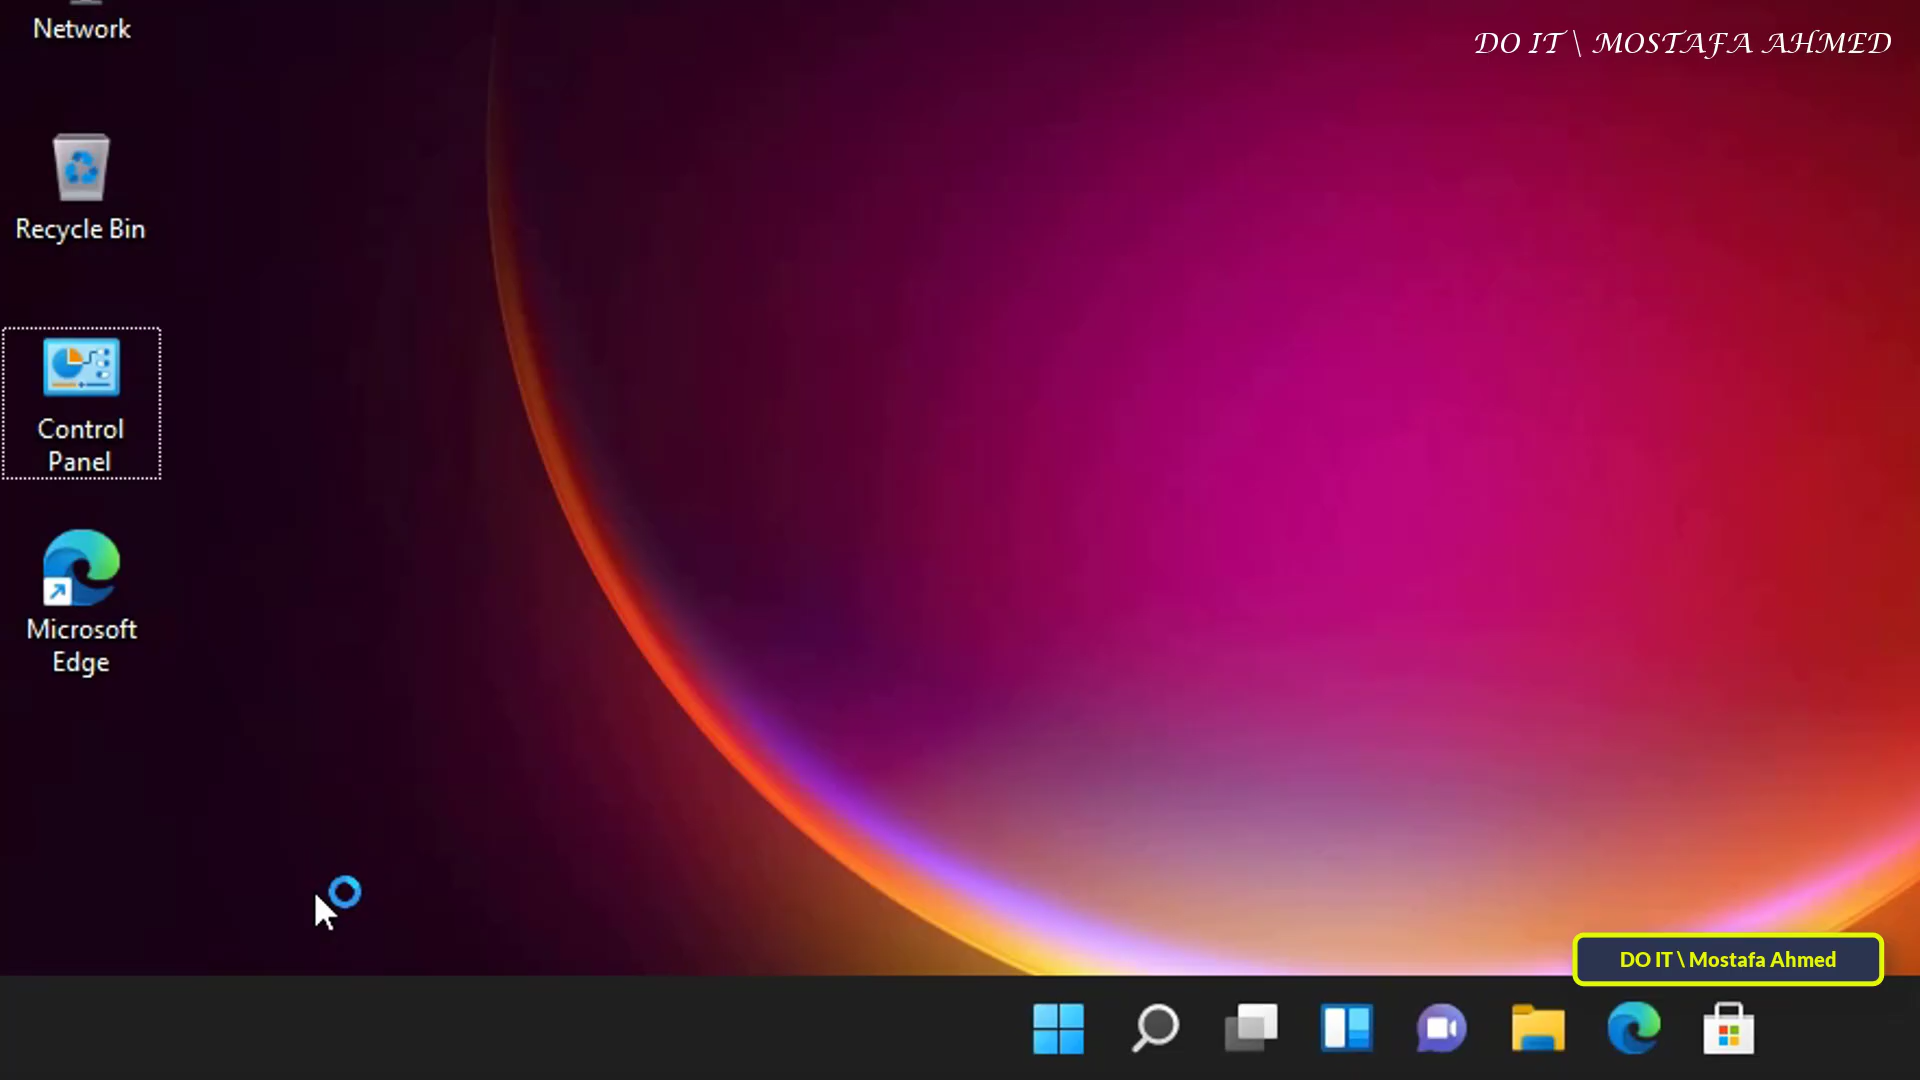 Network
DO IT \ MOSTAFA AHMED
Recycle Bin
Control
Panel
Microsoft
Edge
DO IT \ Mostafa Ahmed